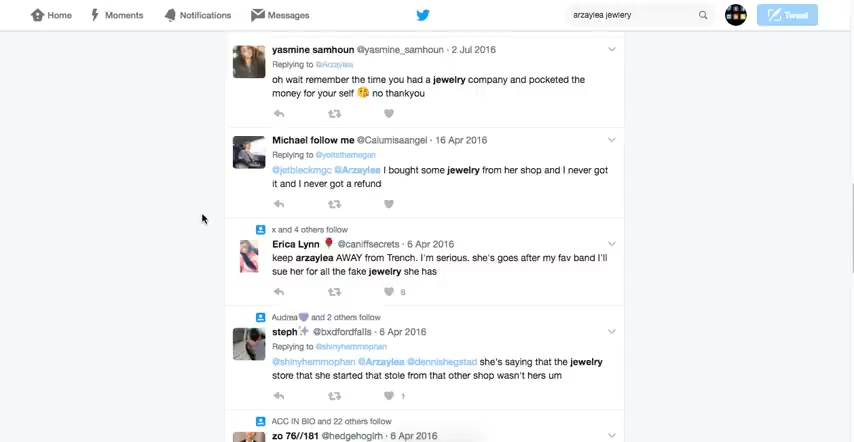 Home Moments Notifications Messages arzaylea jewlery Tweet
yasmine samhoun @yasmine_samhoun · 2 Jul 2016
Replying to @Arzaylea
oh wait remember the time you had a jewelry company and pocketed the
money for your self 😘 no thankyou
Michael follow me @Calumisaangel · 16 Apr 2016
Replying to @yoitsthemegan
@jetbleckmgc @Arzaylea I bought some jewelry from her shop and I never got
it and I never got a refund
x and 4 others follow
Erica Lynn 🌹 @caniffsecrets · 6 Apr 2016
keep arzaylea AWAY from Trench. I'm serious. she's goes after my fav band I'll
sue her for all the fake jewelry she has
6
Audrea💜 and 2 others follow
steph✨ @bxdfordfalls · 6 Apr 2016
Replying to @shinyhemmophan
@shinyhemmophan @Arzaylea @dennishegstad she's saying that the jewelry
store that she started that stole from that other shop wasn't hers um
1
ACC IN BIO and 22 others follow
zo 76//181 @hedgehoglrh · 6 Apr 2016